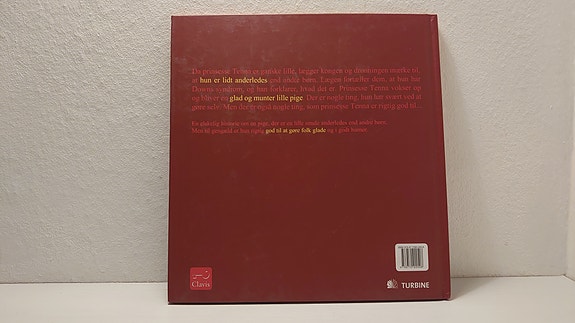 Da prinsesse Tenna er ganske lille, lægger kongen og dronningen mærke til,
at hun er lidt anderledes end andre børn. Lægen fortæller dem, at hun har
Downs syndrom, og hun forklarer, hvad det er. Prinsesse Tenna vokser op
og bliver en glad og munter lille pige. Der er nogle ting, hun har svært ved at
gøre selv. Men der er også nogle ting, som prinsesse Tenna er rigtig god til...
En glædelig historie om en pige, der er en lille smule anderledes end andre børn.
Men til gengæld er hun rigtig god til at gøre folk glade og i godt humør.
Clavis
TURBINE